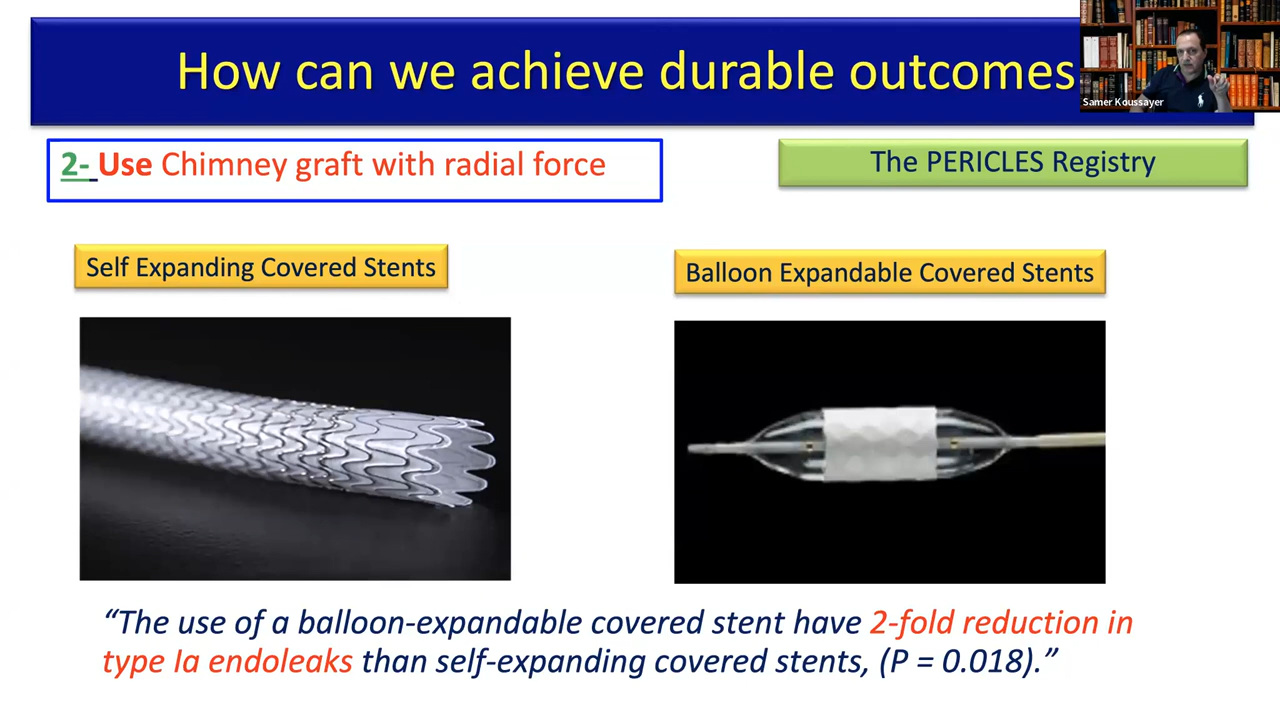 How can we achieve durable outcomes
Samer Koussayer
2- Use Chimney graft with radial force
The PERICLES Registry
Self Expanding Covered Stents
Balloon Expandable Covered Stents
“The use of a balloon-expandable covered stent have 2-fold reduction in
type Ia endoleaks than self-expanding covered stents, (P = 0.018).”